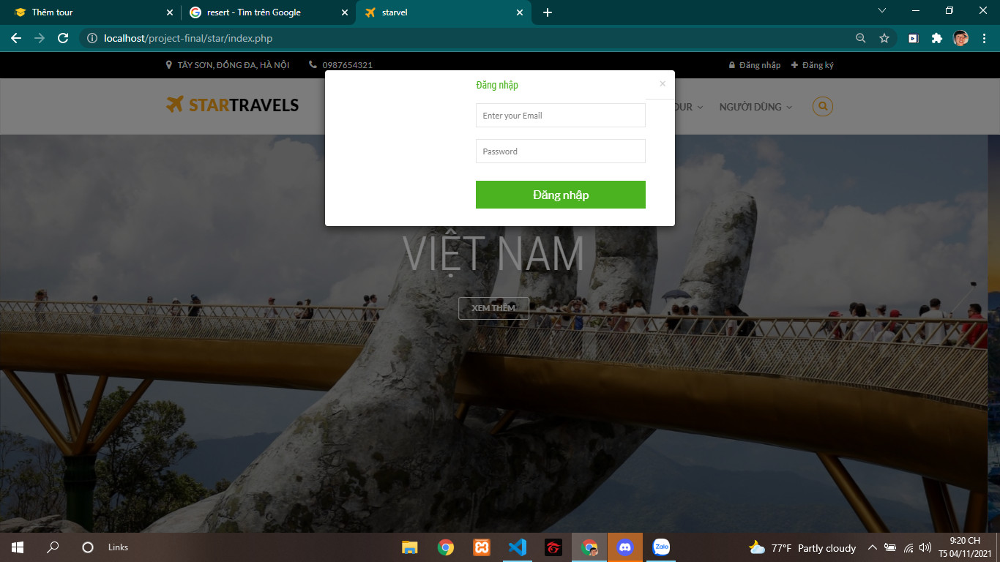 Thêm tour
resert - Tìm trên Google
starvel
localhost/project-final/star/index.php
TÂY SƠN, ĐỐNG ĐA, HÀ NỘI
0987654321
Đăng nhập
Đăng ký
STARTRAVELS
OUR
NGƯỜI DÙNG
Đăng nhập
×
Enter your Email
Password
Đăng nhập
VIỆT NAM
XEM THÊM
Links
Zalo
77°F Partly cloudy
9:20 CH
T5 04/11/2021